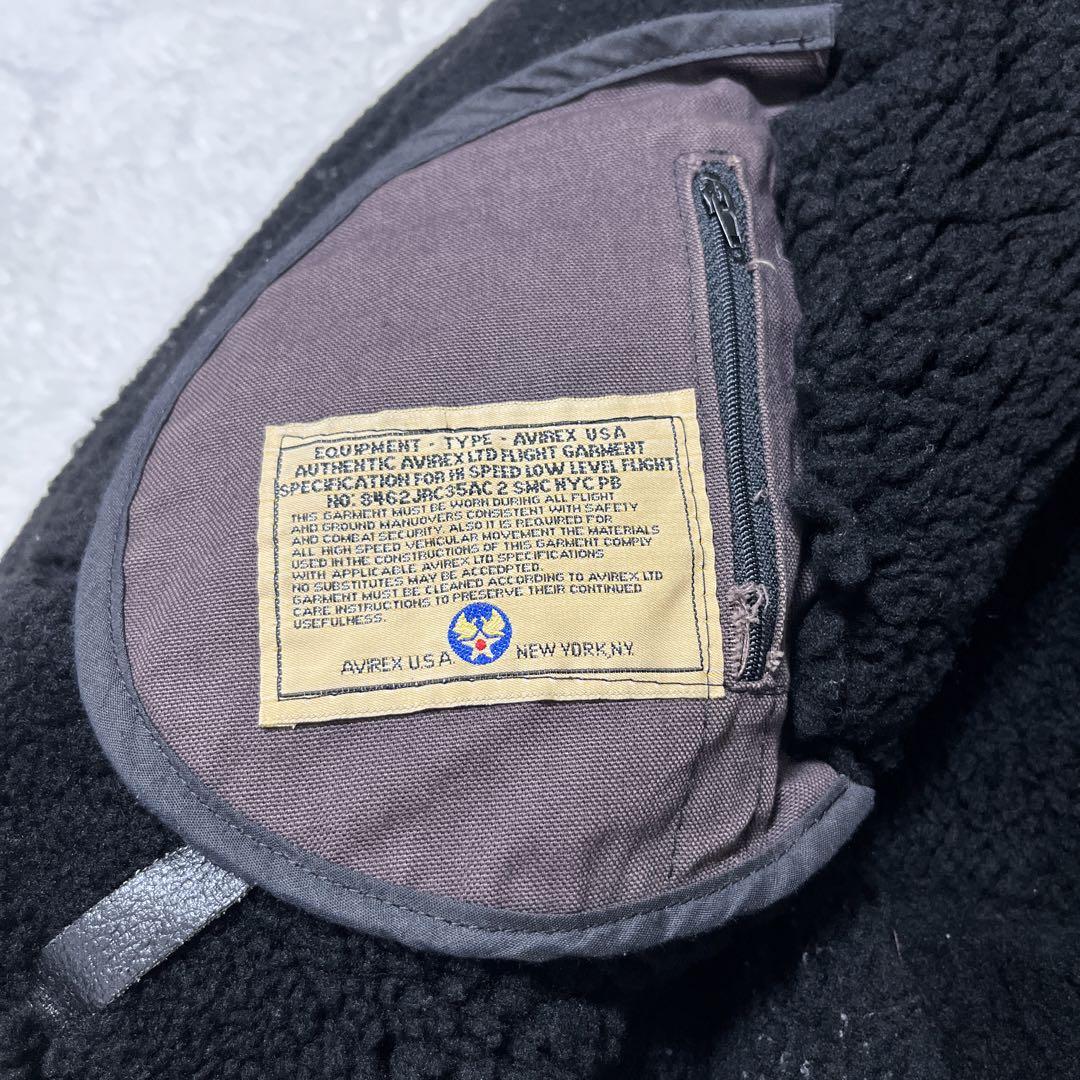 EQUIPMENT - TYPE - AVIREX USA
AUTHENTIC AVIREX LTD FLIGHT GARMENT
SPECIFICATION FOR HI SPEED LOW LEVEL FLIGHT
NO. 8462JRC35AC 2 SMC NYC PB
THIS GARMENT MUST BE WORN DURING ALL FLIGHT
AND GROUND MANUOVERS CONSISTENT WITH SAFETY
AND COMBAT SECURITY. ALSO IT IS REQUIRED FOR
ALL HIGH SPEED VEHICULAR MOVEMENT THE MATERIALS
USED IN THE CONSTRUCTIONS OF THIS GARMENT COMPLY
WITH APPLICABLE AVIREX LTD SPECIFICATIONS
NO SUBSTITUTES MAY BE ACCEDPTED.
GARMENT MUST BE CLEANED ACCORDING TO AVIREX LTD
CARE INSTRUCTIONS TO PRESERVE THEIR CONTINUED
USEFULNESS.
AVIREX U.S.A. NEW YORK, NY.